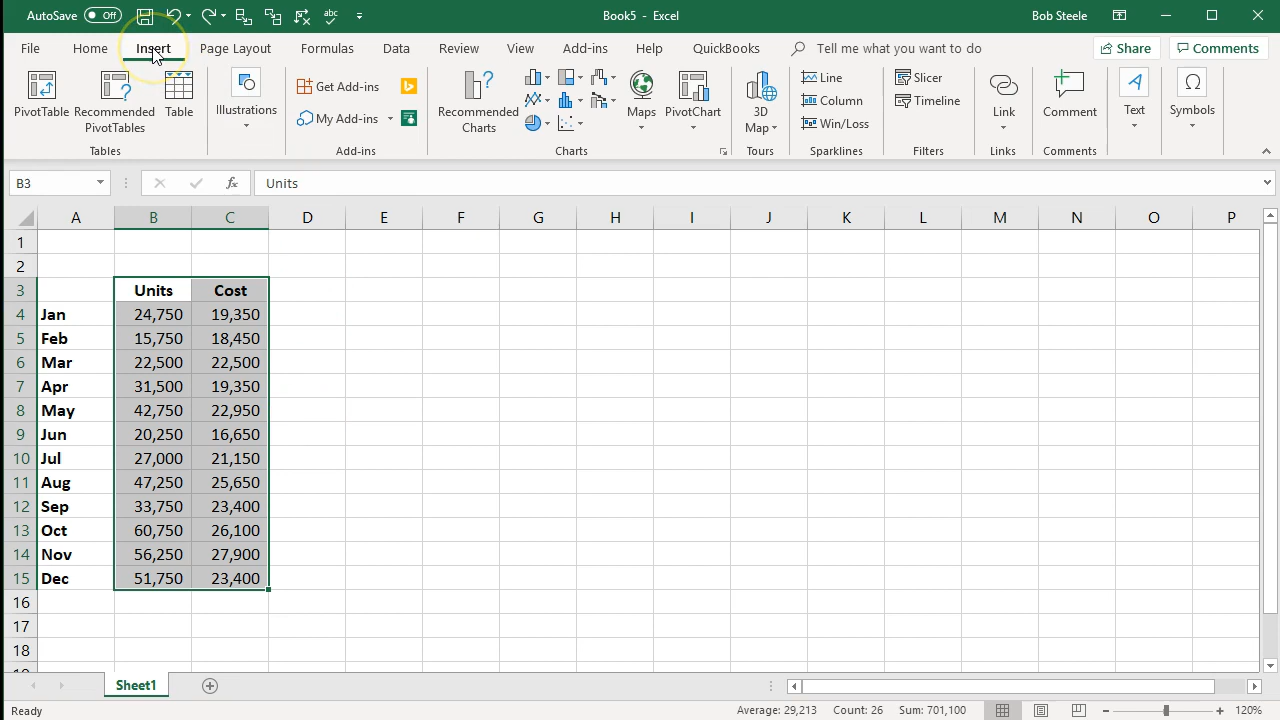 AutoSave Off Book5 - Excel Bob Steele
File Home Insert Page Layout Formulas Data Review View Add-ins Help QuickBooks Tell me what you want to do Share Comments
PivotTable
Recommended
PivotTables
Table
Tables
Illustrations
Get Add-ins
My Add-ins
Add-ins
Recommended
Charts
Maps
PivotChart
Charts
3D
Map
Tours
Line
Column
Win/Loss
Sparklines
Slicer
Timeline
Filters
Link
Links
Comment
Comments
Text
Symbols
B3 fx Units
A B C D E F G H I J K L M N O P
1
2
3 Units Cost
4 Jan 24,750 19,350
5 Feb 15,750 18,450
6 Mar 22,500 22,500
7 Apr 31,500 19,350
8 May 42,750 22,950
9 Jun 20,250 16,650
10 Jul 27,000 21,150
11 Aug 47,250 25,650
12 Sep 33,750 23,400
13 Oct 60,750 26,100
14 Nov 56,250 27,900
15 Dec 51,750 23,400
16
17
18
Sheet1
Ready Average: 29,213 Count: 26 Sum: 701,100 120%